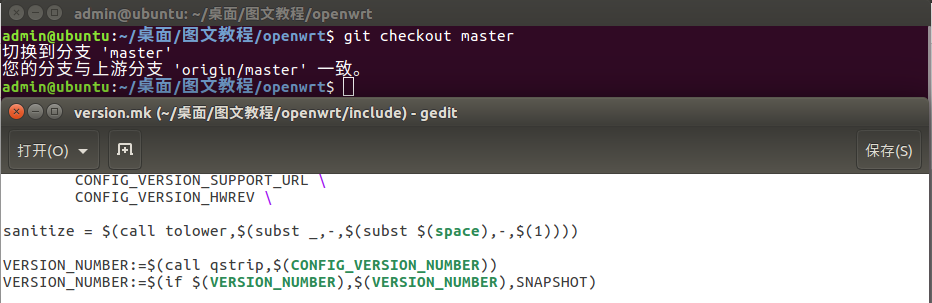 admin@ubuntu: ~/桌面/图文教程/openwrt
admin@ubuntu:~/桌面/图文教程/openwrt$ git checkout master
切换到分支 'master'
您的分支与上游分支 'origin/master' 一致。
admin@ubuntu:~/桌面/图文教程/openwrt$
version.mk (~/桌面/图文教程/openwrt/include) - gedit
打开(O) 保存(S)
CONFIG_VERSION_SUPPORT_URL \
CONFIG_VERSION_HWREV \
sanitize = $(call tolower,$(subst _,-,$(subst $(space),-,$(1))))
VERSION_NUMBER:=$(call qstrip,$(CONFIG_VERSION_NUMBER))
VERSION_NUMBER:=$(if $(VERSION_NUMBER),$(VERSION_NUMBER),SNAPSHOT)